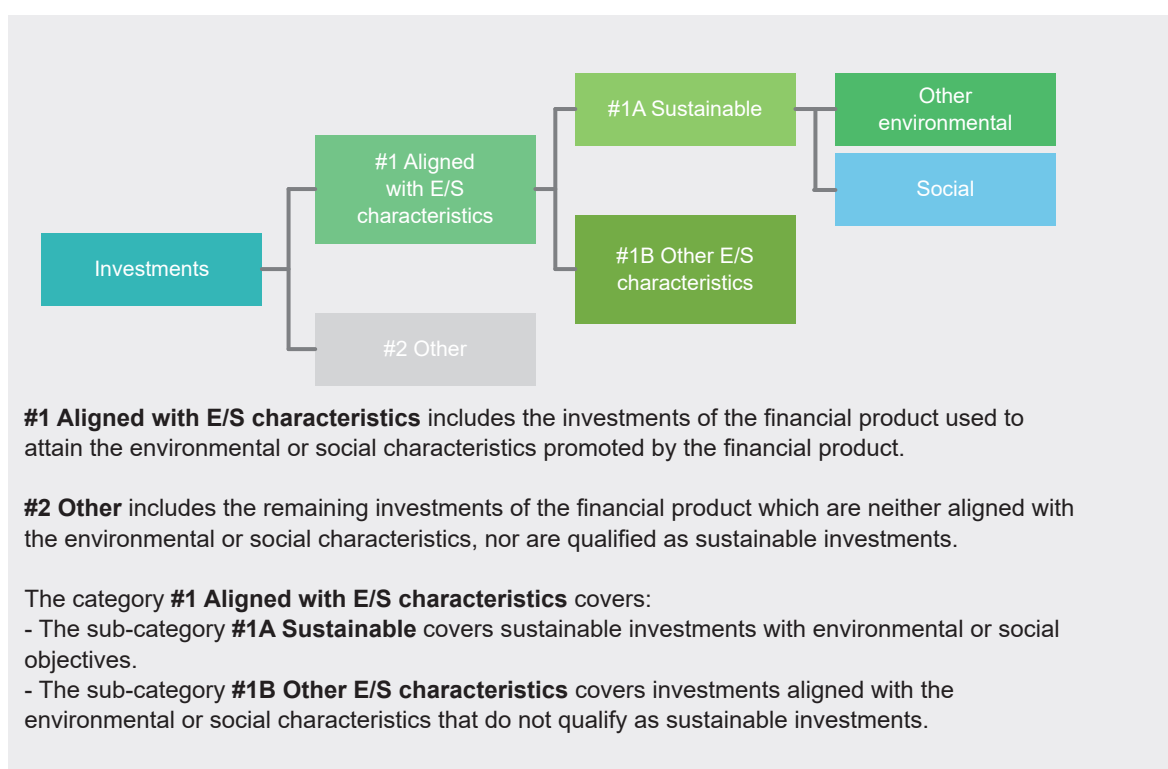 #1A Sustainable
Other
environmental
#1 Aligned
with E/S
characteristics
Social
Investments
#1B Other E/S
characteristics
#2 Other
#1 Aligned with E/S characteristics includes the investments of the financial product used to
attain the environmental or social characteristics promoted by the financial product.
#2 Other includes the remaining investments of the financial product which are neither aligned with
the environmental or social characteristics, nor are qualified as sustainable investments.
The category #1 Aligned with E/S characteristics covers:
- The sub-category #1A Sustainable covers sustainable investments with environmental or social
objectives.
- The sub-category #1B Other E/S characteristics covers investments aligned with the
environmental or social characteristics that do not qualify as sustainable investments.